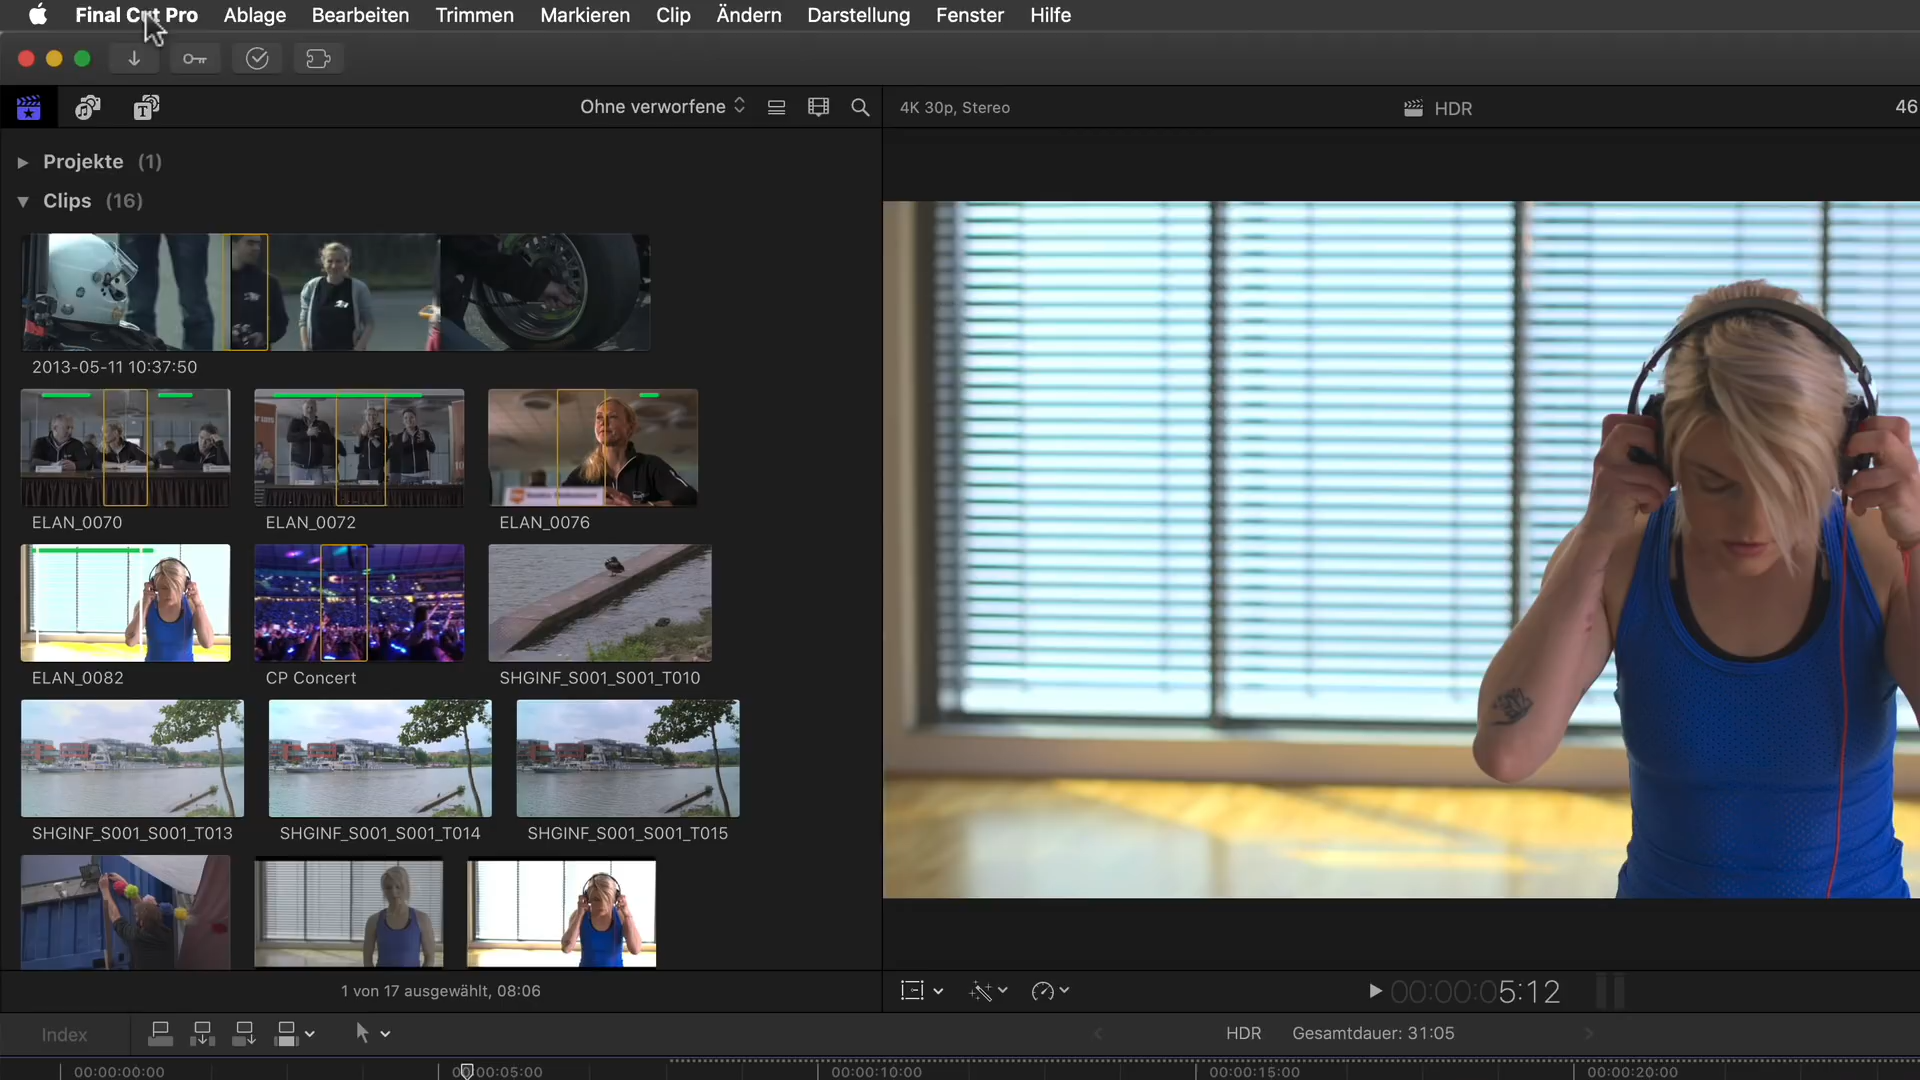 Final Cut Pro Ablage Bearbeiten Trimmen Markieren Clip Ändern Darstellung Fenster Hilfe
Ohne verworfene
4K 30p, Stereo
HDR
46
Projekte (1)
Clips (16)
2013-05-11 10:37:50
ELAN_0070
ELAN_0072
ELAN_0076
ELAN_0082
CP Concert
SHGINF_S001_S001_T010
SHGINF_S001_S001_T013
SHGINF_S001_S001_T014
SHGINF_S001_S001_T015
1 von 17 ausgewählt, 08:06
00:00:05:12
Index
HDR
Gesamtdauer: 31:05
00:00:00:00
00:00:05:00
00:00:10:00
00:00:15:00
00:00:20:00